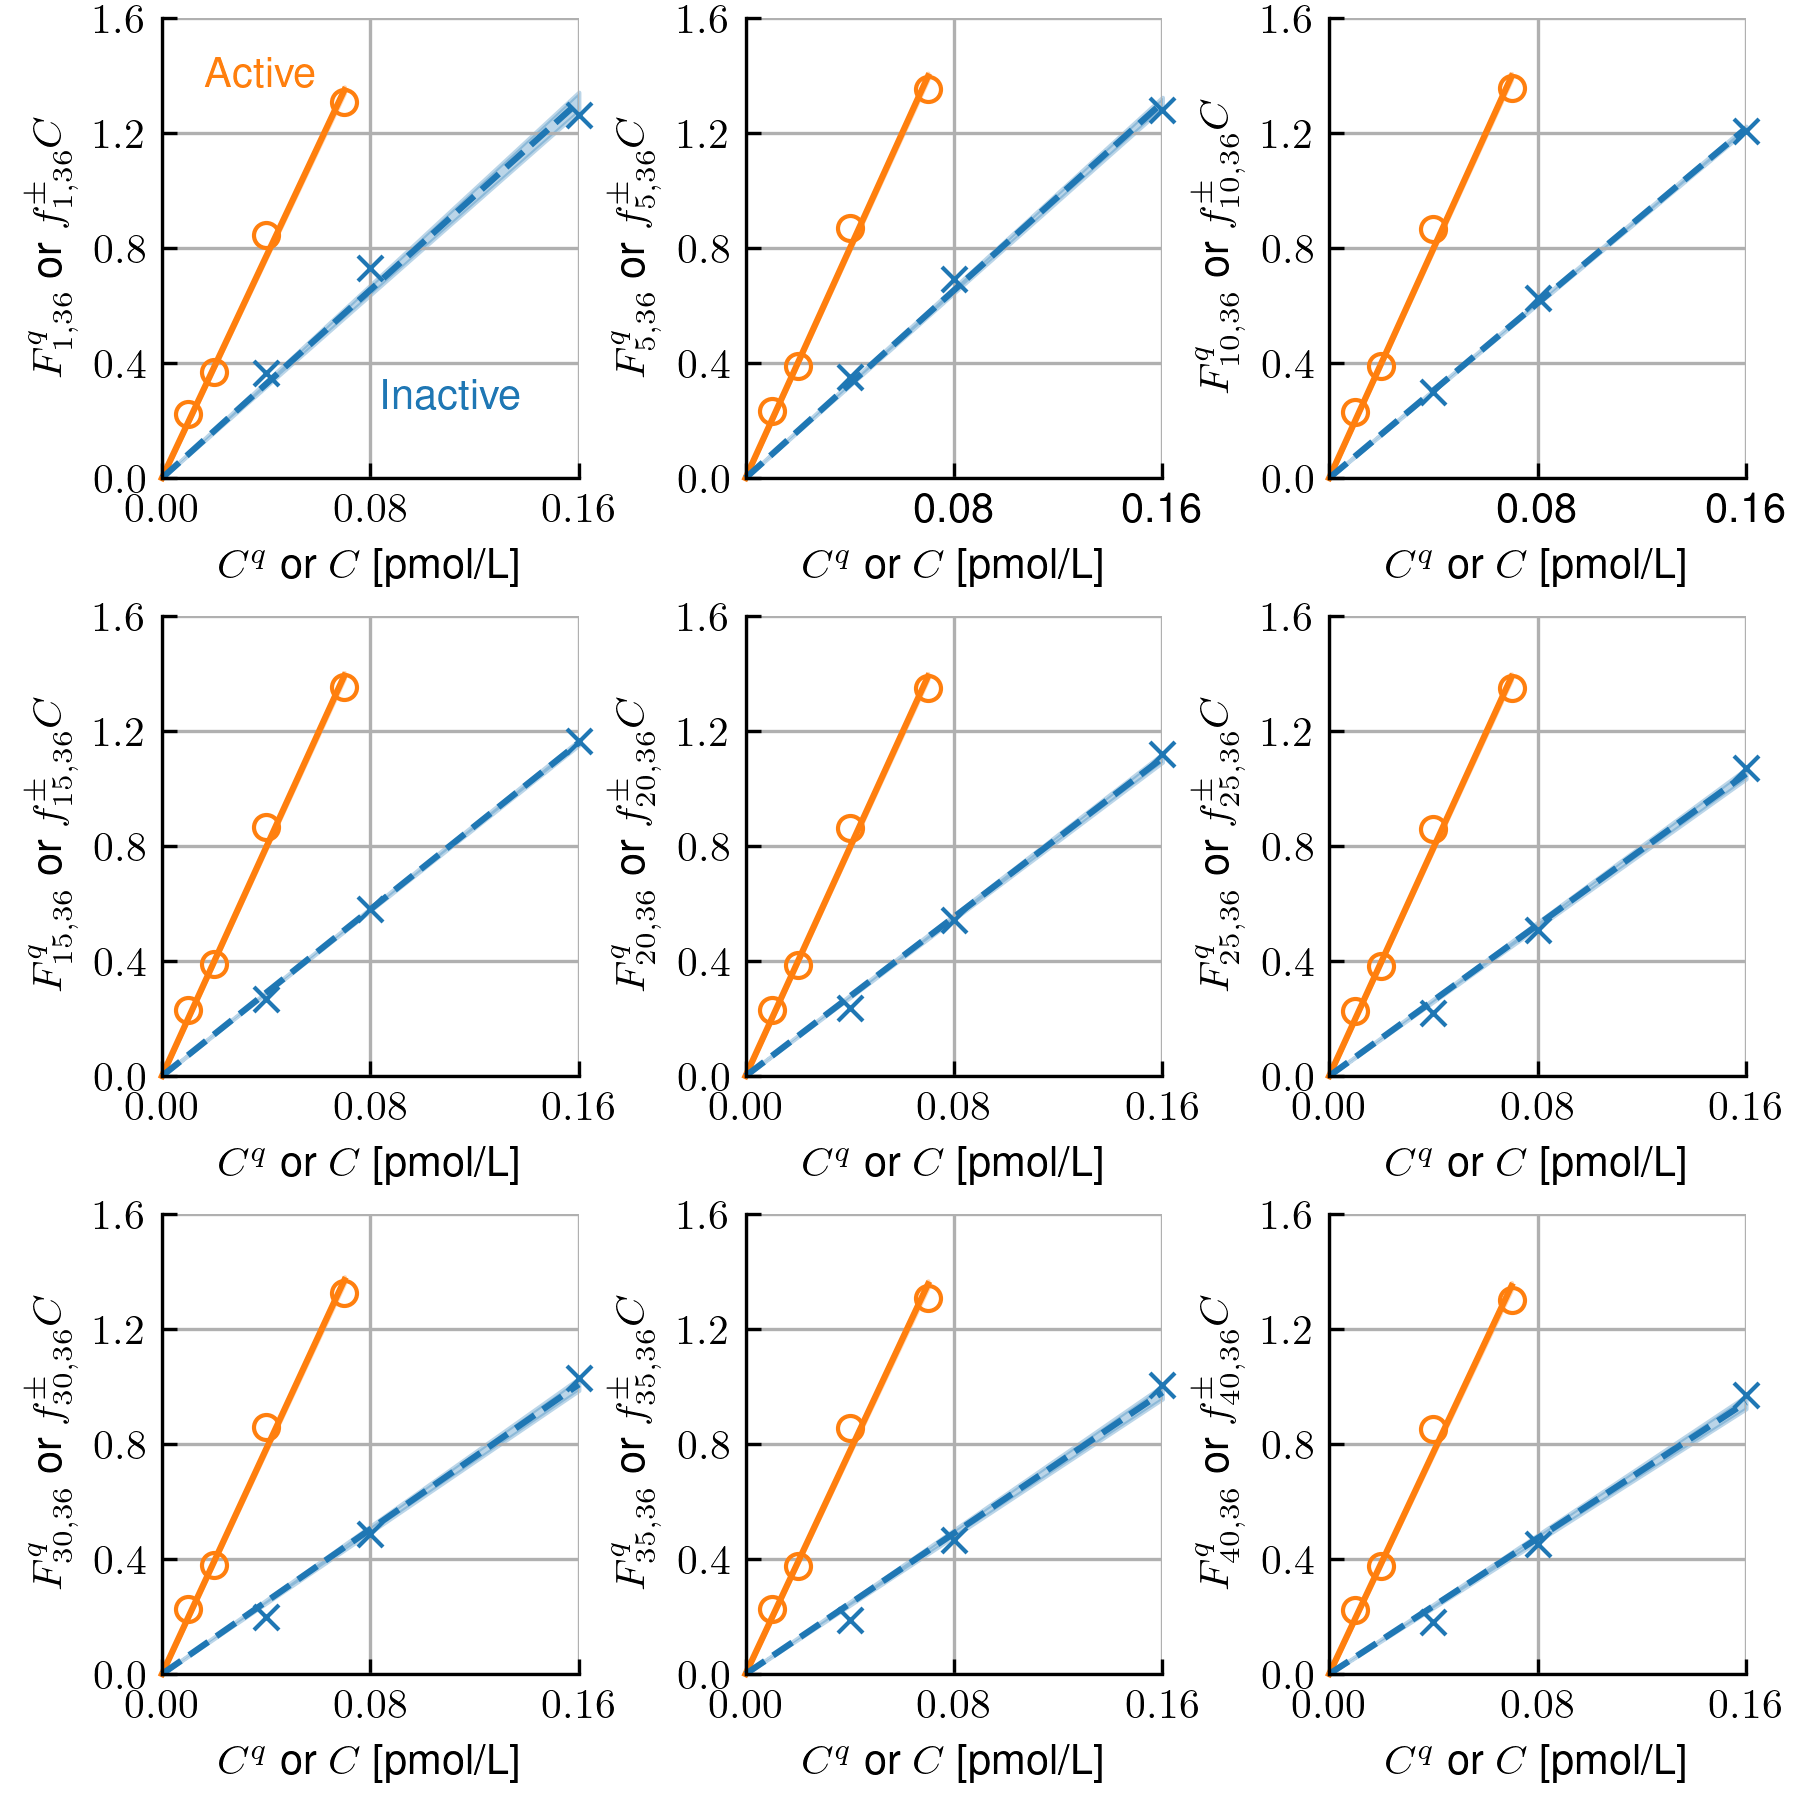 1.6 1.6 1.6
Active
1.2 1.2 1.2
0.8 0.8 0.8
0.4 0.4 0.4
Inactive
0.0 0.0 0.0
F^q_{1,36} or f^±_{1,36}C
F^q_{5,36} or f^±_{5,36}C
F^q_{10,36} or f^±_{10,36}C
0.00 0.08 0.16 0.08 0.16 0.08 0.16
C^q or C [pmol/L] C^q or C [pmol/L] C^q or C [pmol/L]
1.6 1.6 1.6
1.2 1.2 1.2
0.8 0.8 0.8
0.4 0.4 0.4
0.0 0.0 0.0
F^q_{15,36} or f^±_{15,36}C
F^q_{20,36} or f^±_{20,36}C
F^q_{25,36} or f^±_{25,36}C
0.00 0.08 0.16 0.00 0.08 0.16 0.00 0.08 0.16
C^q or C [pmol/L] C^q or C [pmol/L] C^q or C [pmol/L]
1.6 1.6 1.6
1.2 1.2 1.2
0.8 0.8 0.8
0.4 0.4 0.4
0.0 0.0 0.0
F^q_{30,36} or f^±_{30,36}C
F^q_{35,36} or f^±_{35,36}C
F^q_{40,36} or f^±_{40,36}C
0.00 0.08 0.16 0.00 0.08 0.16 0.00 0.08 0.16
C^q or C [pmol/L] C^q or C [pmol/L] C^q or C [pmol/L]